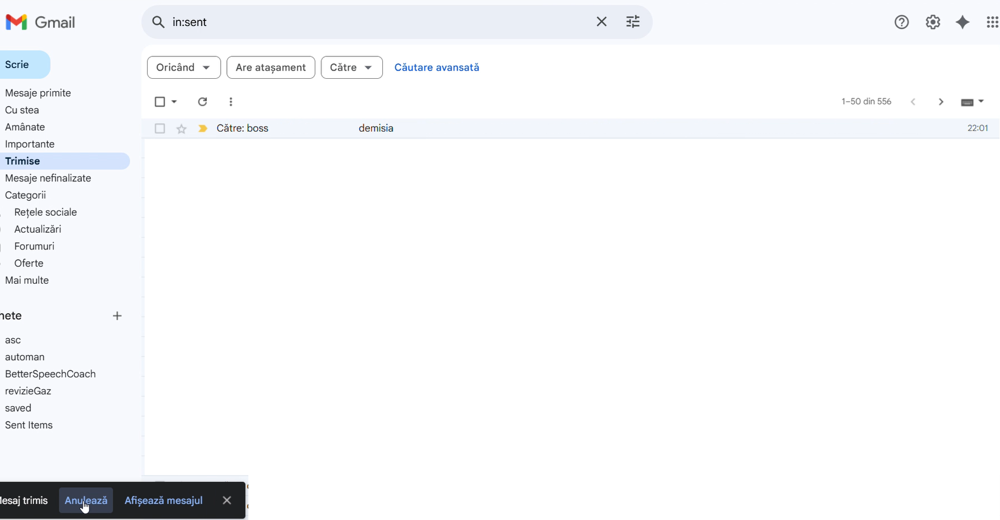 Gmail
in:sent
Scrie
Oricând
Are atașament
Către
Căutare avansată
1–50 din 556
Către: boss
demisia
22:01
Mesaje primite
Cu stea
Amânate
Importante
Trimise
Mesaje nefinalizate
Categorii
Rețele sociale
Actualizări
Forumuri
Oferte
Mai multe
hete
asc
automan
BetterSpeechCoach
revizieGaz
saved
Sent Items
lesaj trimis
Anulează
Afișează mesajul